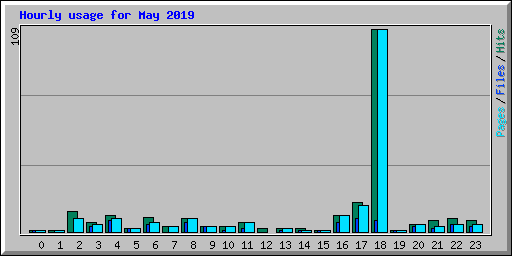 Hourly usage for May 2019
109
0 1 2 3 4 5 6 7 8 9 10 11 12 13 14 15 16 17 18 19 20 21 22 23
Pages/Files/Hits